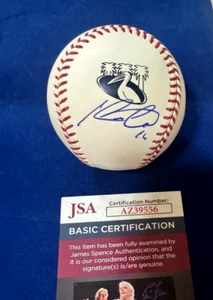 16
JSA
Certification Number:
AZ39556
BASIC CERTIFICATION
This item has been fully examined by
James Spence Authentication, and it
is our considered opinion that the
signature(s) is/are genuine.